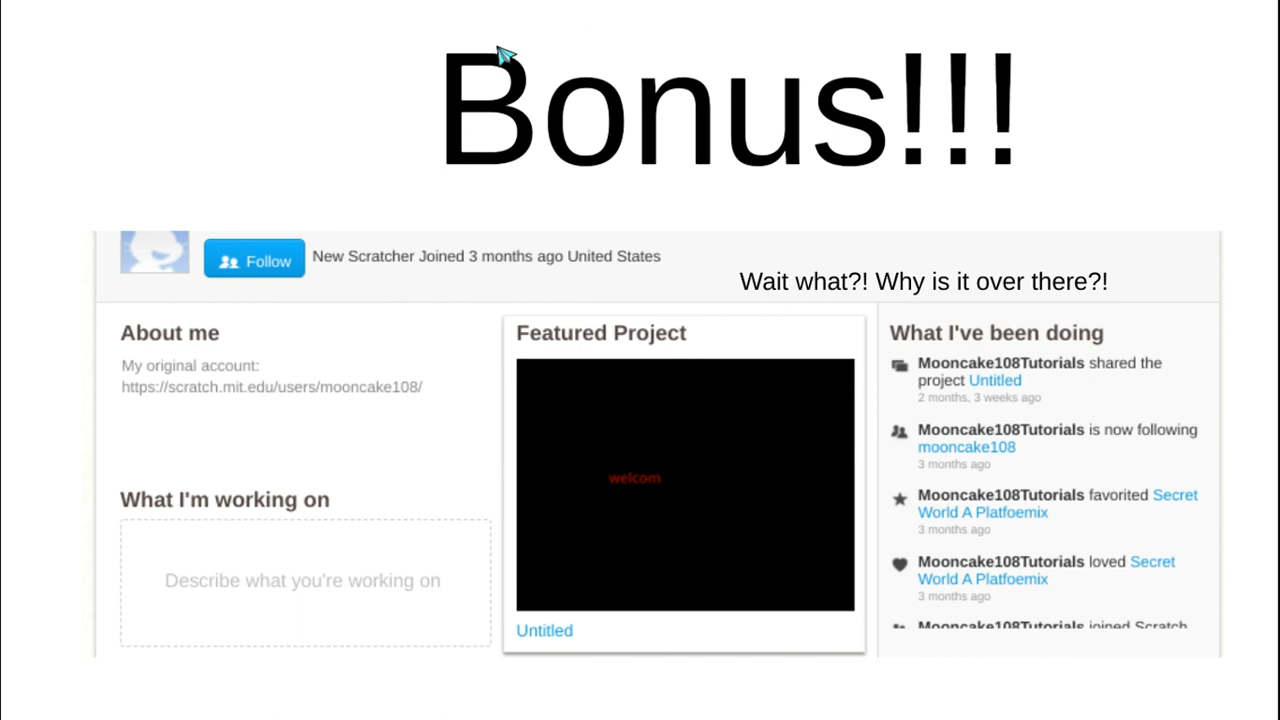 Bonus!!!
Follow
New Scratcher Joined 3 months ago United States
Wait what?! Why is it over there?!
About me
My original account:
https://scratch.mit.edu/users/mooncake108/
What I'm working on
Describe what you're working on
Featured Project
welcom
Untitled
What I've been doing
Mooncake108Tutorials shared the
project Untitled
2 months, 3 weeks ago
Mooncake108Tutorials is now following
mooncake108
3 months ago
Mooncake108Tutorials favorited Secret
World A Platfoemix
3 months ago
Mooncake108Tutorials loved Secret
World A Platfoemix
3 months ago
Mooncake108Tutorials joined Scratch